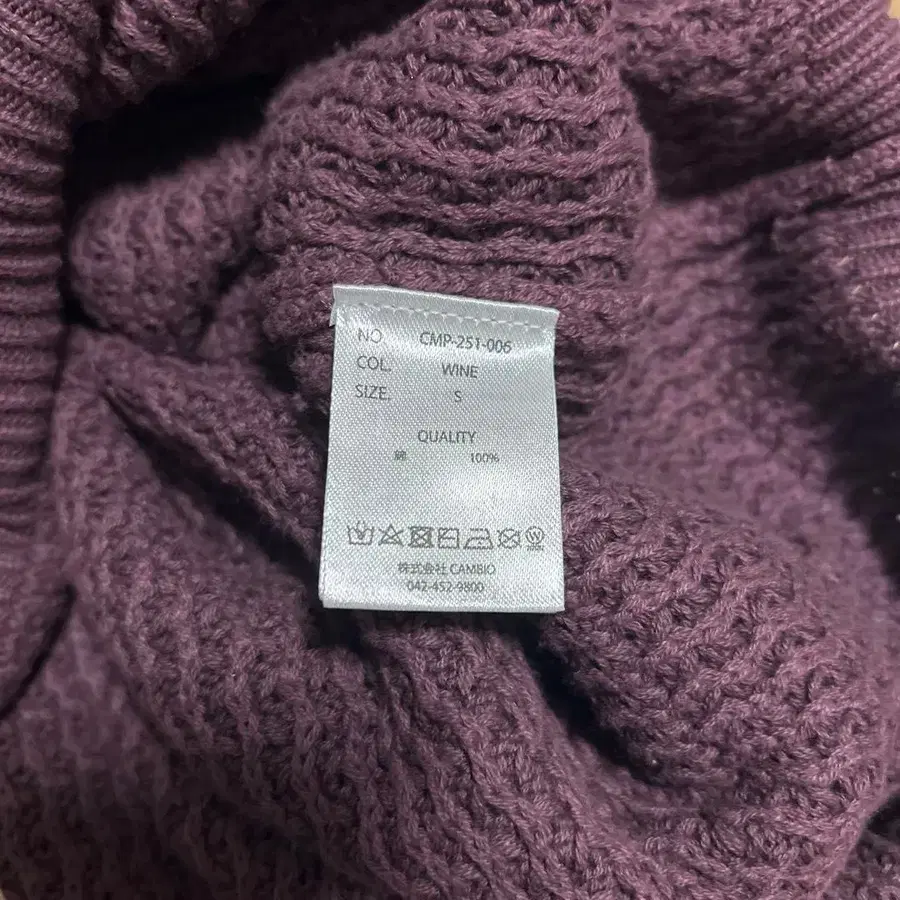 NO. CMP-251-006
COL. WINE
SIZE. S
QUALITY
綿 100%
株式会社 CAMBIO
042-452-9800